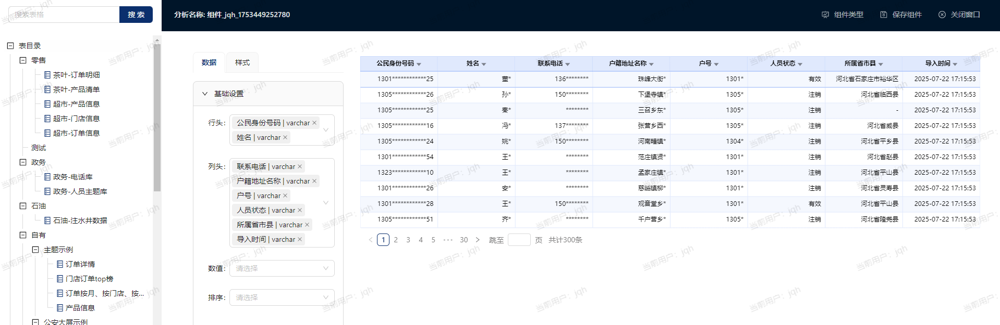 搜索表格
搜 索
分析名称: 组件_jqh_1753449252780
组件类型
保存组件
关闭窗口
表目录
零售
茶叶-订单明细
茶叶-产品清单
超市-产品信息
超市-门店信息
超市-订单信息
测试
政务
政务-电话库
政务-人员主题库
石油
石油-注水井数据
自有
主题示例
订单详情
门店订单top榜
订单按月、按门店、按...
产品信息
公安大屏示例
数据
样式
基础设置
行头:
公民身份号码 | varchar ×
姓名 | varchar ×
列头:
联系电话 | varchar ×
户籍地址名称 | varchar ×
户号 | varchar ×
人员状态 | varchar ×
所属省市县 | varchar ×
导入时间 | varchar ×
数值:
请选择
排序:
请选择
公民身份号码 姓名 联系电话 户籍地址名称 户号 人员状态 所属省市县 导入时间
1301************25 董* 136******** 珠峰大街* 1301* 有效 河北省石家庄市裕华区 2025-07-22 17:15:53
1305************26 孙* 150******** 下堡寺镇* 1305* 注销 河北省临西县 2025-07-22 17:15:53
1305************25 秦* ******** 三召乡东* 1305* 注销 - 2025-07-22 17:15:53
1305************16 冯* 137******** 张营乡西* 1305* 注销 河北省威县 2025-07-22 17:15:53
1305************24 姚* 150******** 河南疃镇* 1304* 注销 河北省平乡县 2025-07-22 17:15:53
1301************54 王* ******** 范庄镇贤* 1301* 注销 河北省赵县 2025-07-22 17:15:53
1323************10 王* ******** 孟家庄镇* 1301* 注销 河北省平山县 2025-07-22 17:15:53
1301************26 安* ******** 慈峪镇柳* 1301* 注销 河北省灵寿县 2025-07-22 17:15:53
1301************28 王* 150******** 观音堂乡* 1301* 有效 河北省平山县 2025-07-22 17:15:53
1305************51 齐* ******** 千户营乡* 1305* 注销 河北省隆尧县 2025-07-22 17:15:53
< 1 2 3 4 5 ••• 30 > 跳至 页 共计300条
当前用户: jqh